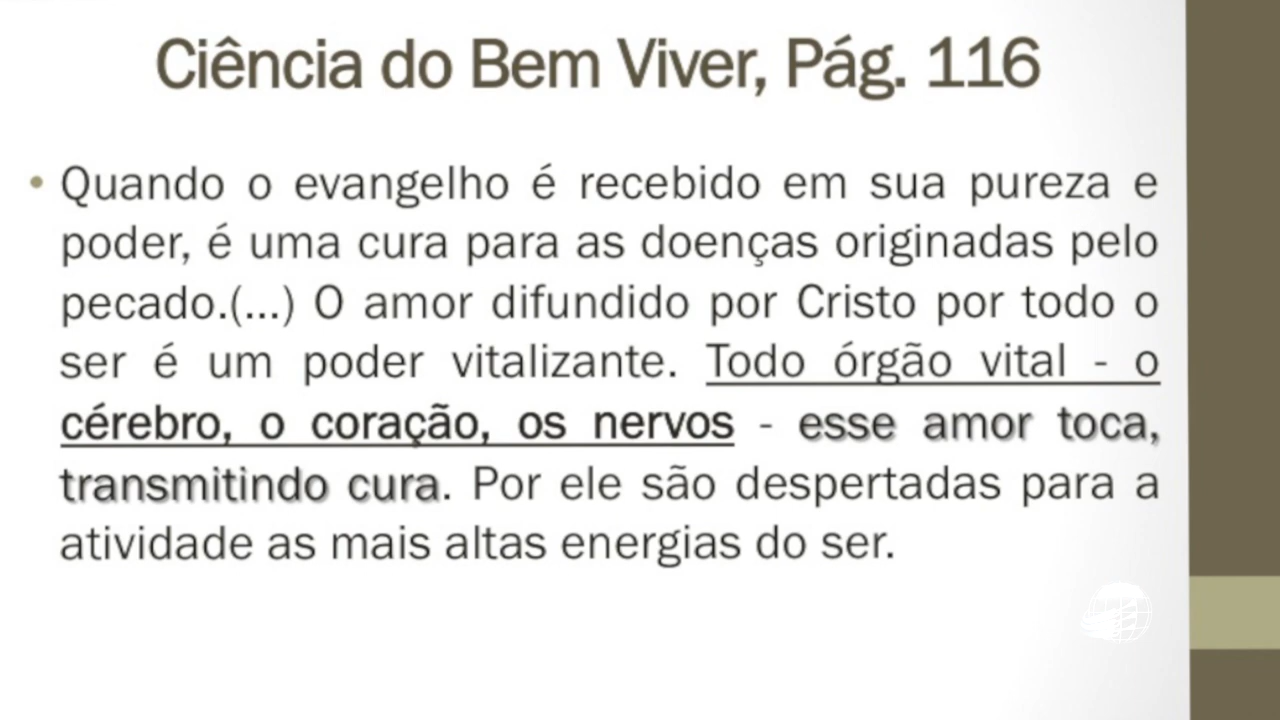 Ciência do Bem Viver, Pág. 116
• Quando o evangelho é recebido em sua pureza e
poder, é uma cura para as doenças originadas pelo
pecado.(...) O amor difundido por Cristo por todo o
ser é um poder vitalizante. Todo órgão vital - o
cérebro, o coração, os nervos - esse amor toca,
transmitindo cura. Por ele são despertadas para a
atividade as mais altas energias do ser.